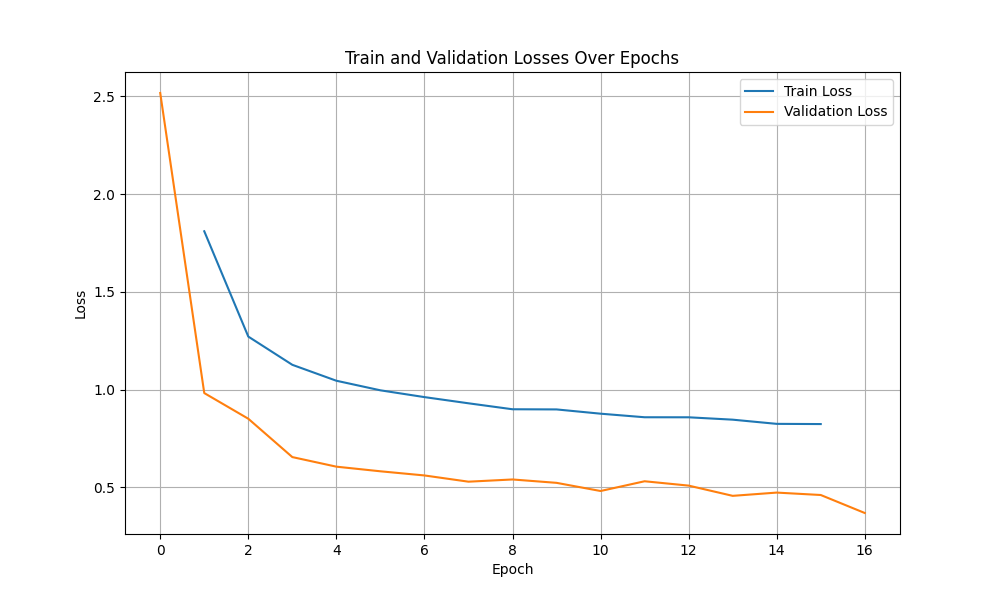 Train and Validation Losses Over Epochs
Train Loss
Validation Loss
2.5
2.0
1.5
1.0
0.5
Loss
0 2 4 6 8 10 12 14 16
Epoch